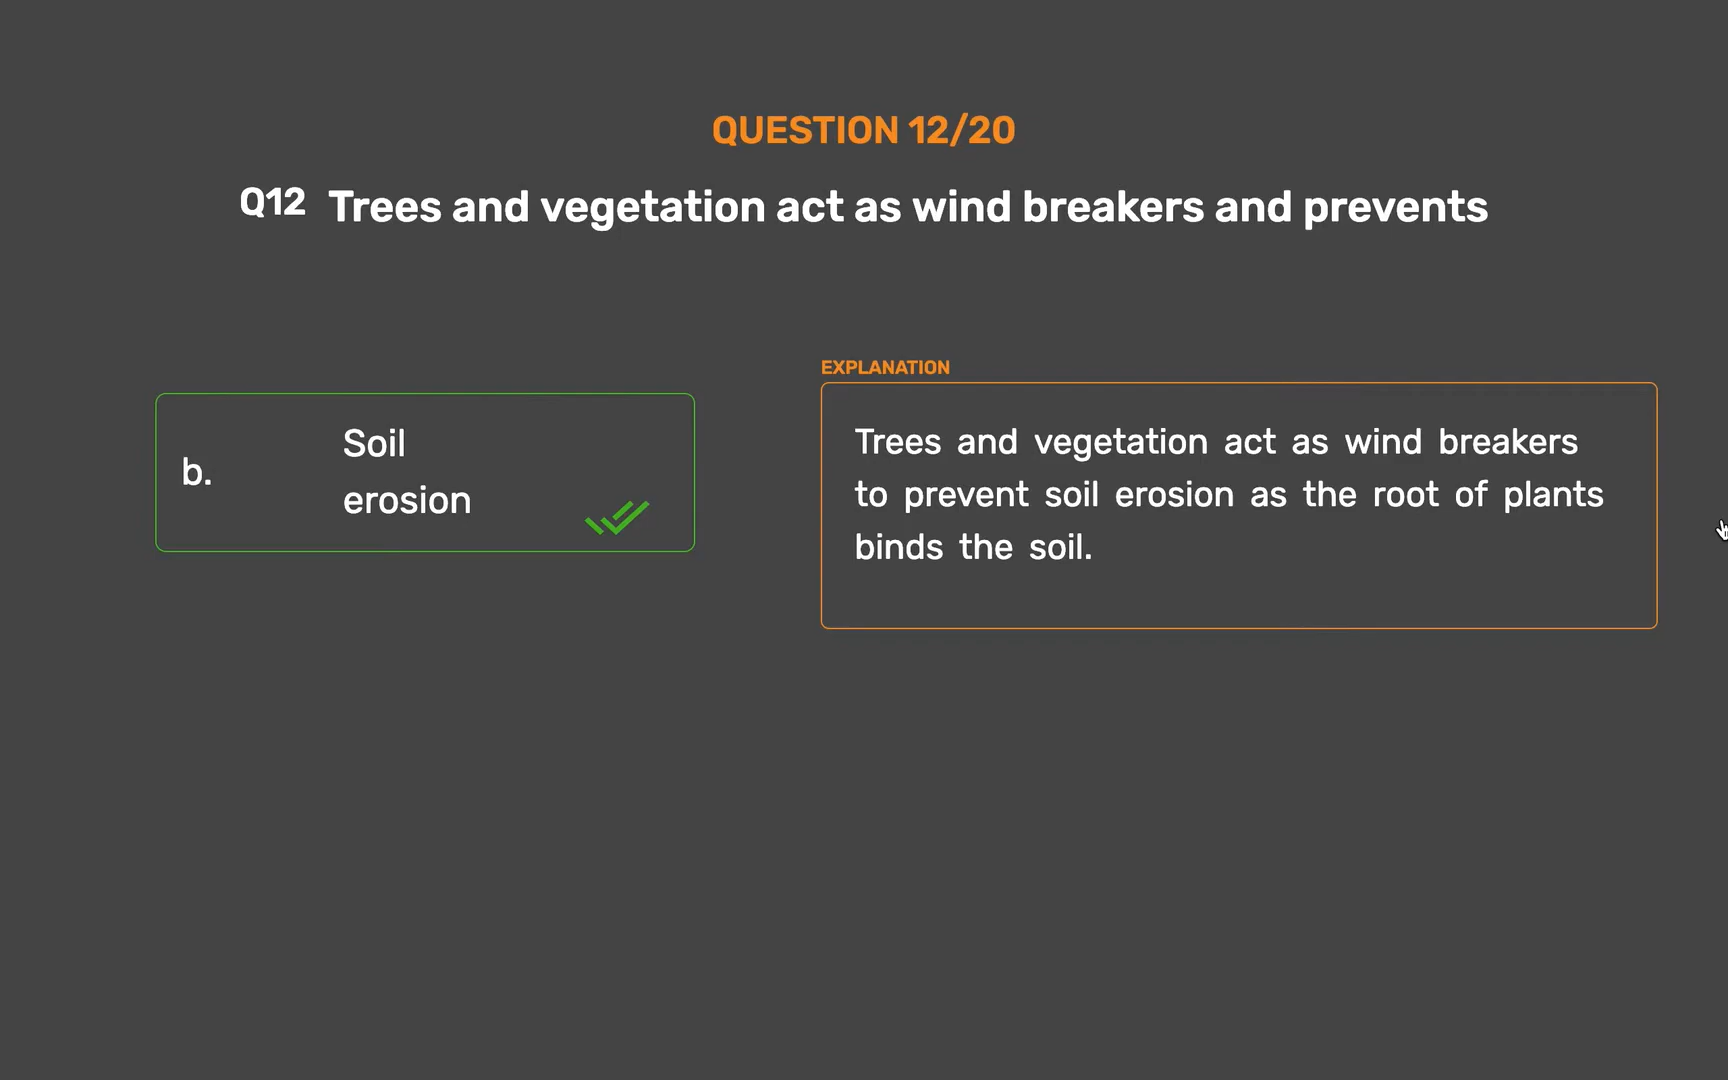 QUESTION 12/20
Q12 Trees and vegetation act as wind breakers and prevents
b.
Soil
erosion
EXPLANATION
Trees and vegetation act as wind breakers
to prevent soil erosion as the root of plants
binds the soil.